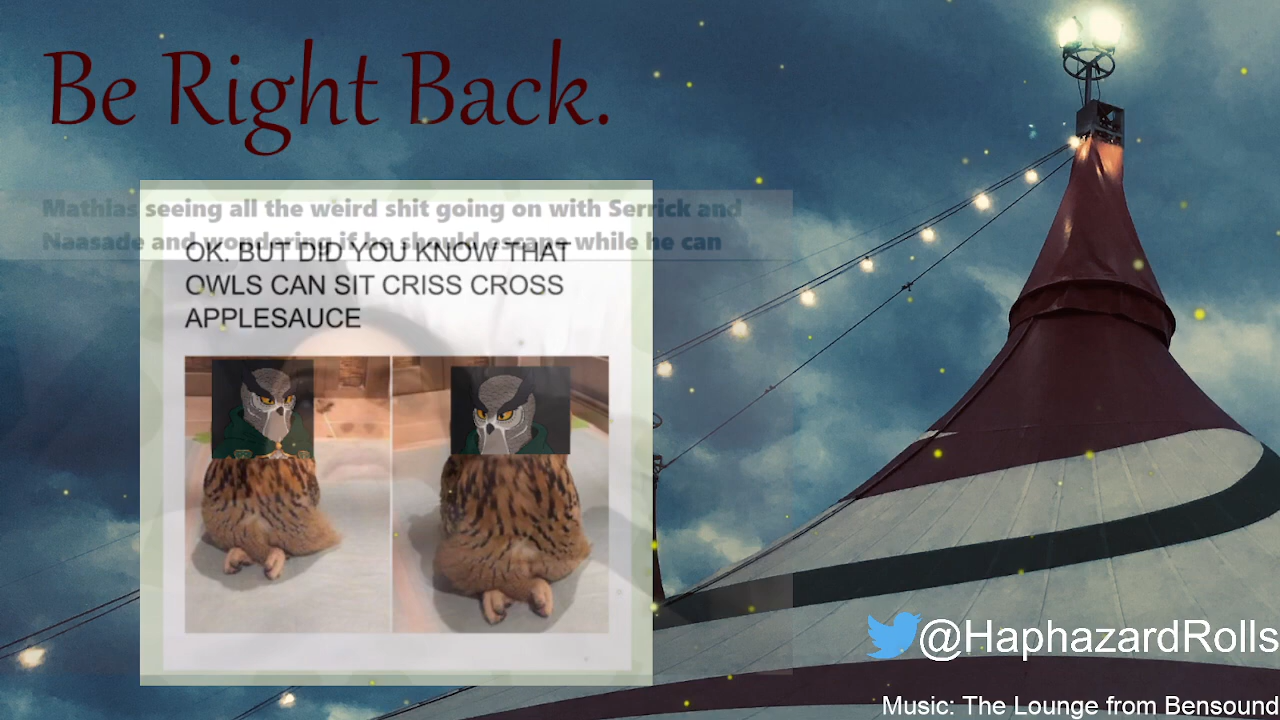 Be Right Back.
Mathias seeing all the weird shit going on with Serrick and
Naasade and wondering if he should escape while he can
OK. BUT DID YOU KNOW THAT
OWLS CAN SIT CRISS CROSS
APPLESAUCE
@HaphazardRolls
Music: The Lounge from Bensound